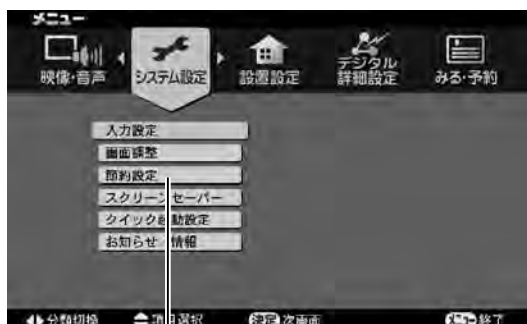 メニュー
映像・音声
システム設定
設置設定
デジタル
詳細設定
みる・予約
入力設定
画面調整
節約設定
スクリーンセーバー
クイック起動設定
お知らせ 情報
分類切換 項目選択 決定 次画面 メニュー 終了